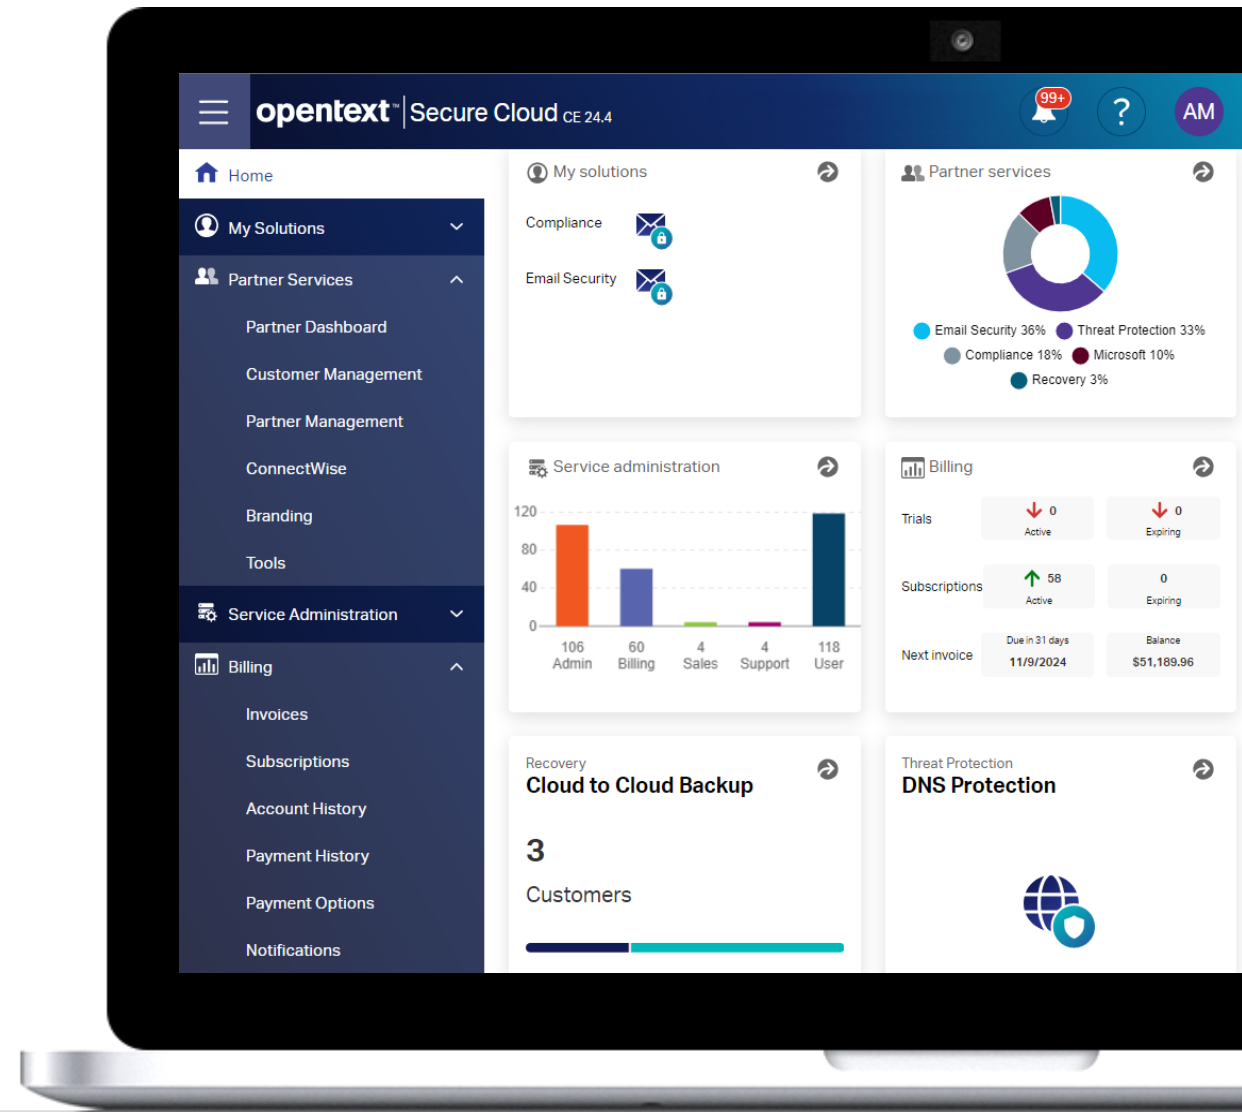 opentext™ | Secure Cloud CE 24.4
99+
?
AM
Home
My Solutions
Partner Services
Partner Dashboard
Customer Management
Partner Management
ConnectWise
Branding
Tools
Service Administration
Billing
Invoices
Subscriptions
Account History
Payment History
Payment Options
Notifications
My solutions
Compliance
Email Security
Partner services
Email Security 36% Threat Protection 33%
Compliance 18% Microsoft 10%
Recovery 3%
Service administration
120
80
40
0
106 60 4 4 118
Admin Billing Sales Support User
Billing
Trials
0
Active
0
Expiring
Subscriptions
58
Active
0
Expiring
Next invoice
Due in 31 days
11/9/2024
Balance
$51,189.96
Recovery
Cloud to Cloud Backup
3
Customers
Threat Protection
DNS Protection